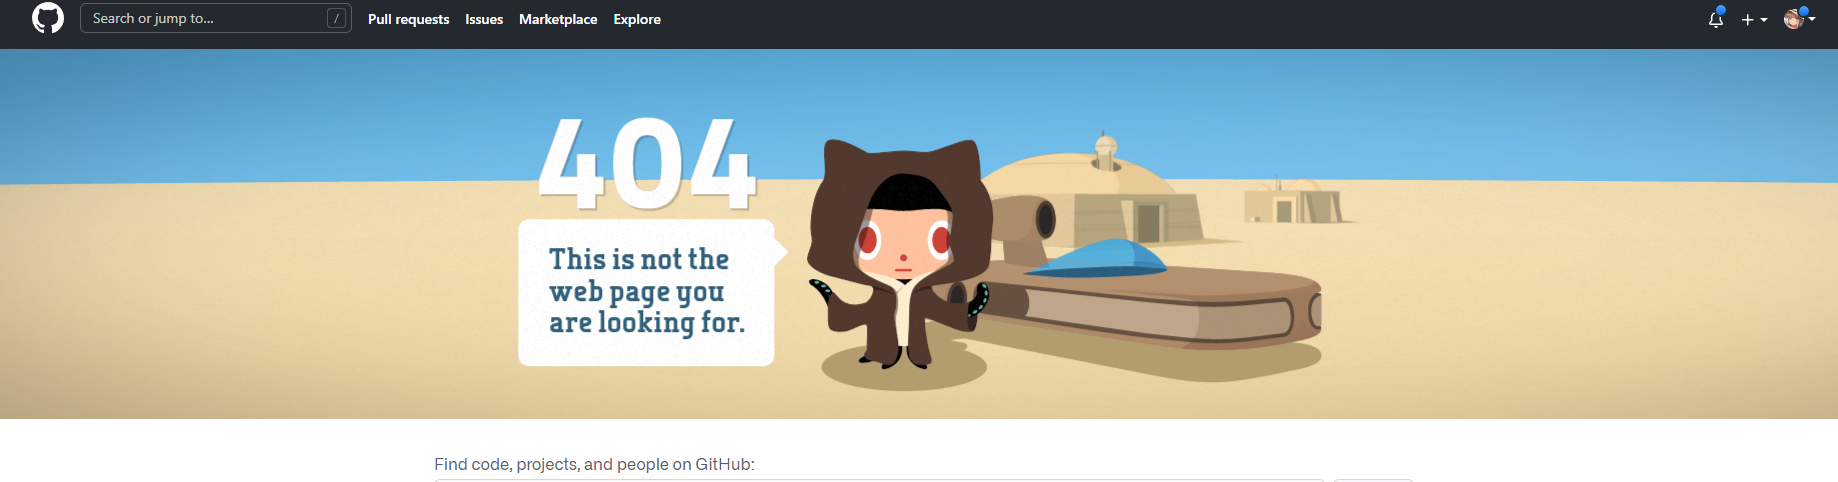 Search or jump to...
/
Pull requests
Issues
Marketplace
Explore
404
This is not the
web page you
are looking for.
Find code, projects, and people on GitHub: